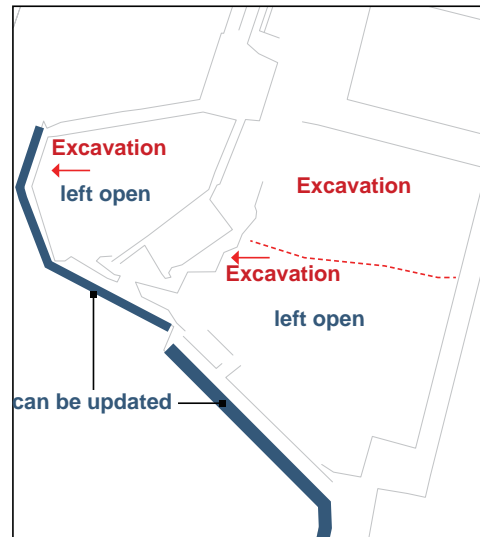 Excavation
left open
Excavation
Excavation
left open
can be updated